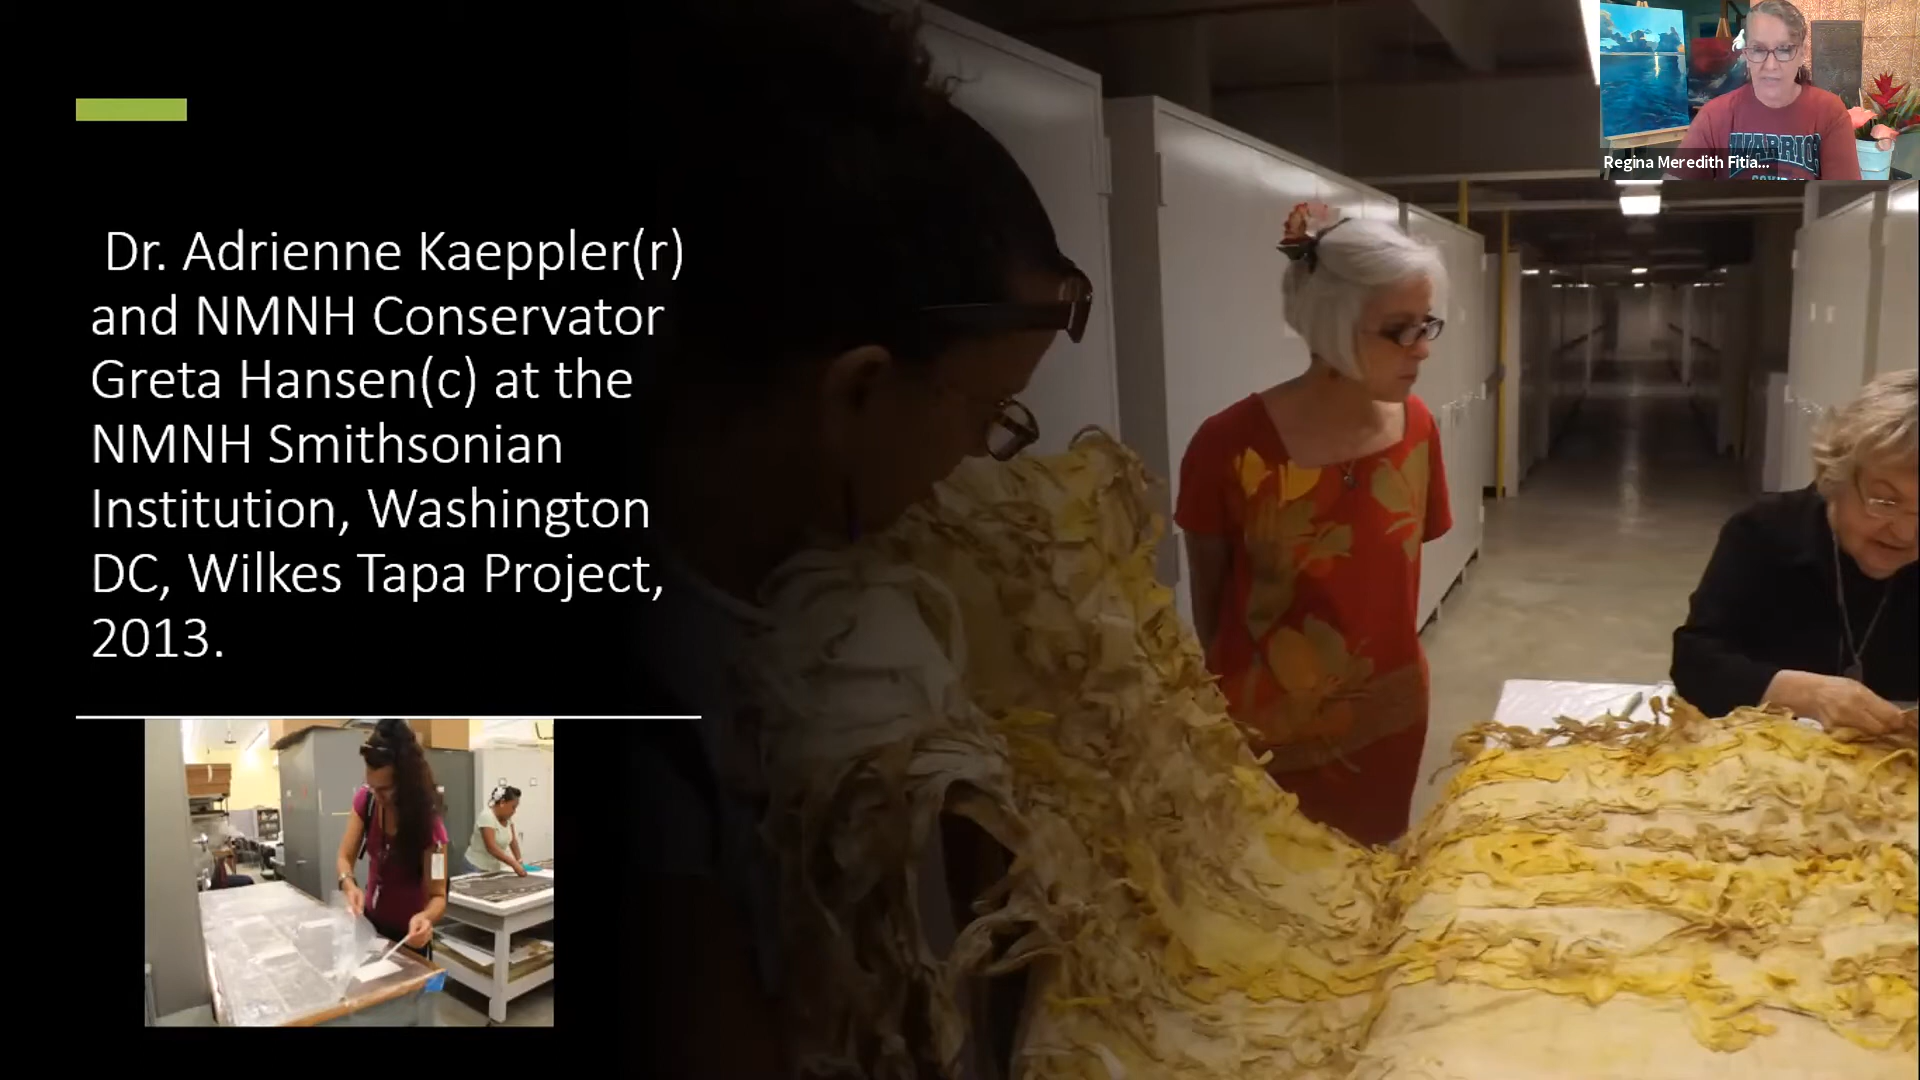 Dr. Adrienne Kaeppler(r)
and NMNH Conservator
Greta Hansen(c) at the
NMNH Smithsonian
Institution, Washington
DC, Wilkes Tapa Project,
2013.
Regina Meredith Fitia...